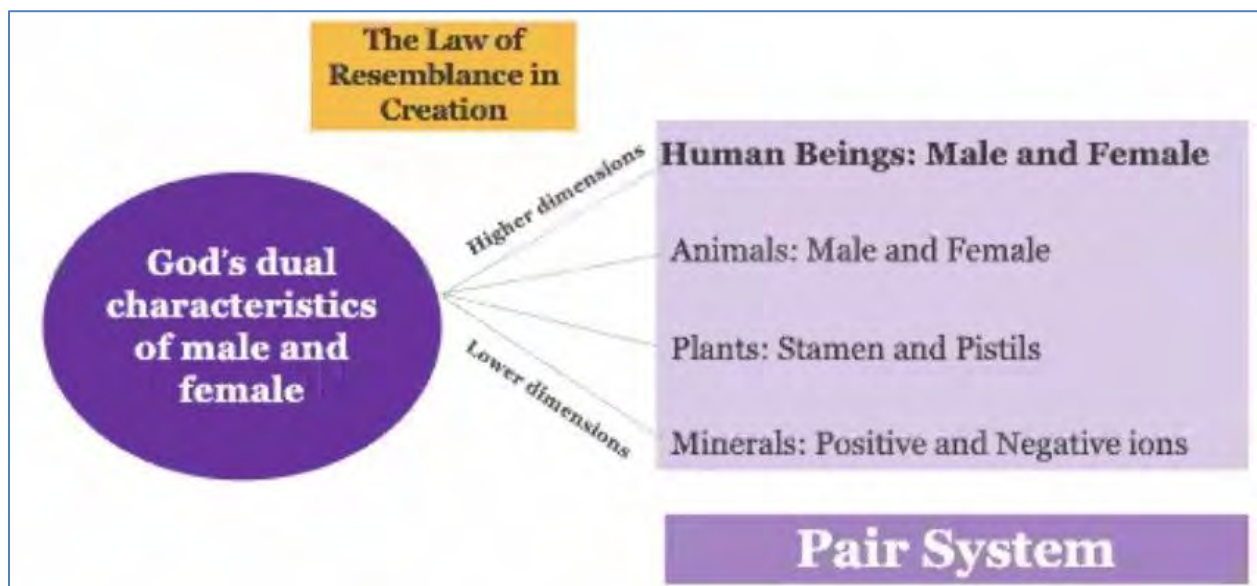 The Law of
Resemblance in
Creation
Higher dimensions
Human Beings: Male and Female
God's dual
characteristics
of male and
female
Animals: Male and Female
Plants: Stamen and Pistils
Lower dimensions
Minerals: Positive and Negative ions
Pair System